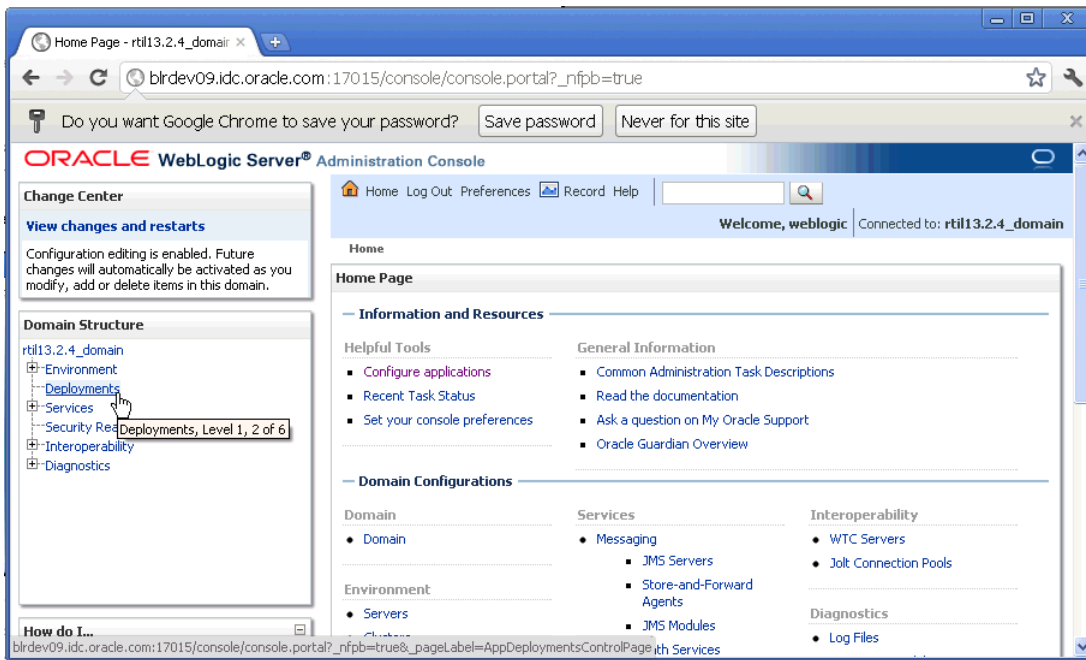 Home Page - rtil13.2.4_domair
blrdev09.idc.oracle.com:17015/console/console.portal?_nfpb=true
Do you want Google Chrome to save your password? Save password Never for this site
ORACLE WebLogic Server® Administration Console
Change Center
View changes and restarts
Configuration editing is enabled. Future
changes will automatically be activated as you
modify, add or delete items in this domain.
Domain Structure
rtil13.2.4_domain
Environment
Deployments
Services
Security Rea
Deployments, Level 1, 2 of 6
Interoperability
Diagnostics
How do I...
Home Log Out Preferences Record Help
Welcome, weblogic Connected to: rtil13.2.4_domain
Home
Home Page
Information and Resources
Helpful Tools
Configure applications
Recent Task Status
Set your console preferences
General Information
Common Administration Task Descriptions
Read the documentation
Ask a question on My Oracle Support
Oracle Guardian Overview
Domain Configurations
Domain
Domain
Environment
Servers
Services
Messaging
JMS Servers
Store-and-Forward
Agents
JMS Modules
th Services
Interoperability
WTC Servers
Jolt Connection Pools
Diagnostics
Log Files
blrdev09.idc.oracle.com:17015/console/console.portal?_nfpb=true&_pageLabel=AppDeploymentsControlPage